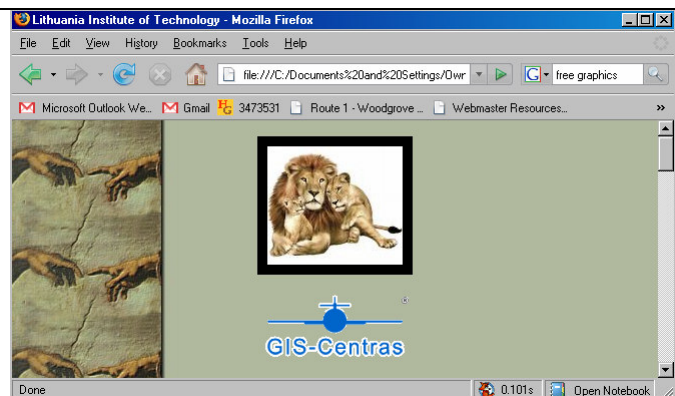 Lithuania Institute of Technology - Mozilla Firefox
File Edit View History Bookmarks Tools Help
file:///C:/Documents%20and%20Settings/Owr G free graphics
Microsoft Outlook We... Gmail HG 3473531 Route 1 - Woodgrove ... Webmaster Resources... »
GIS-Centras
Done 0.101s Open Notebook